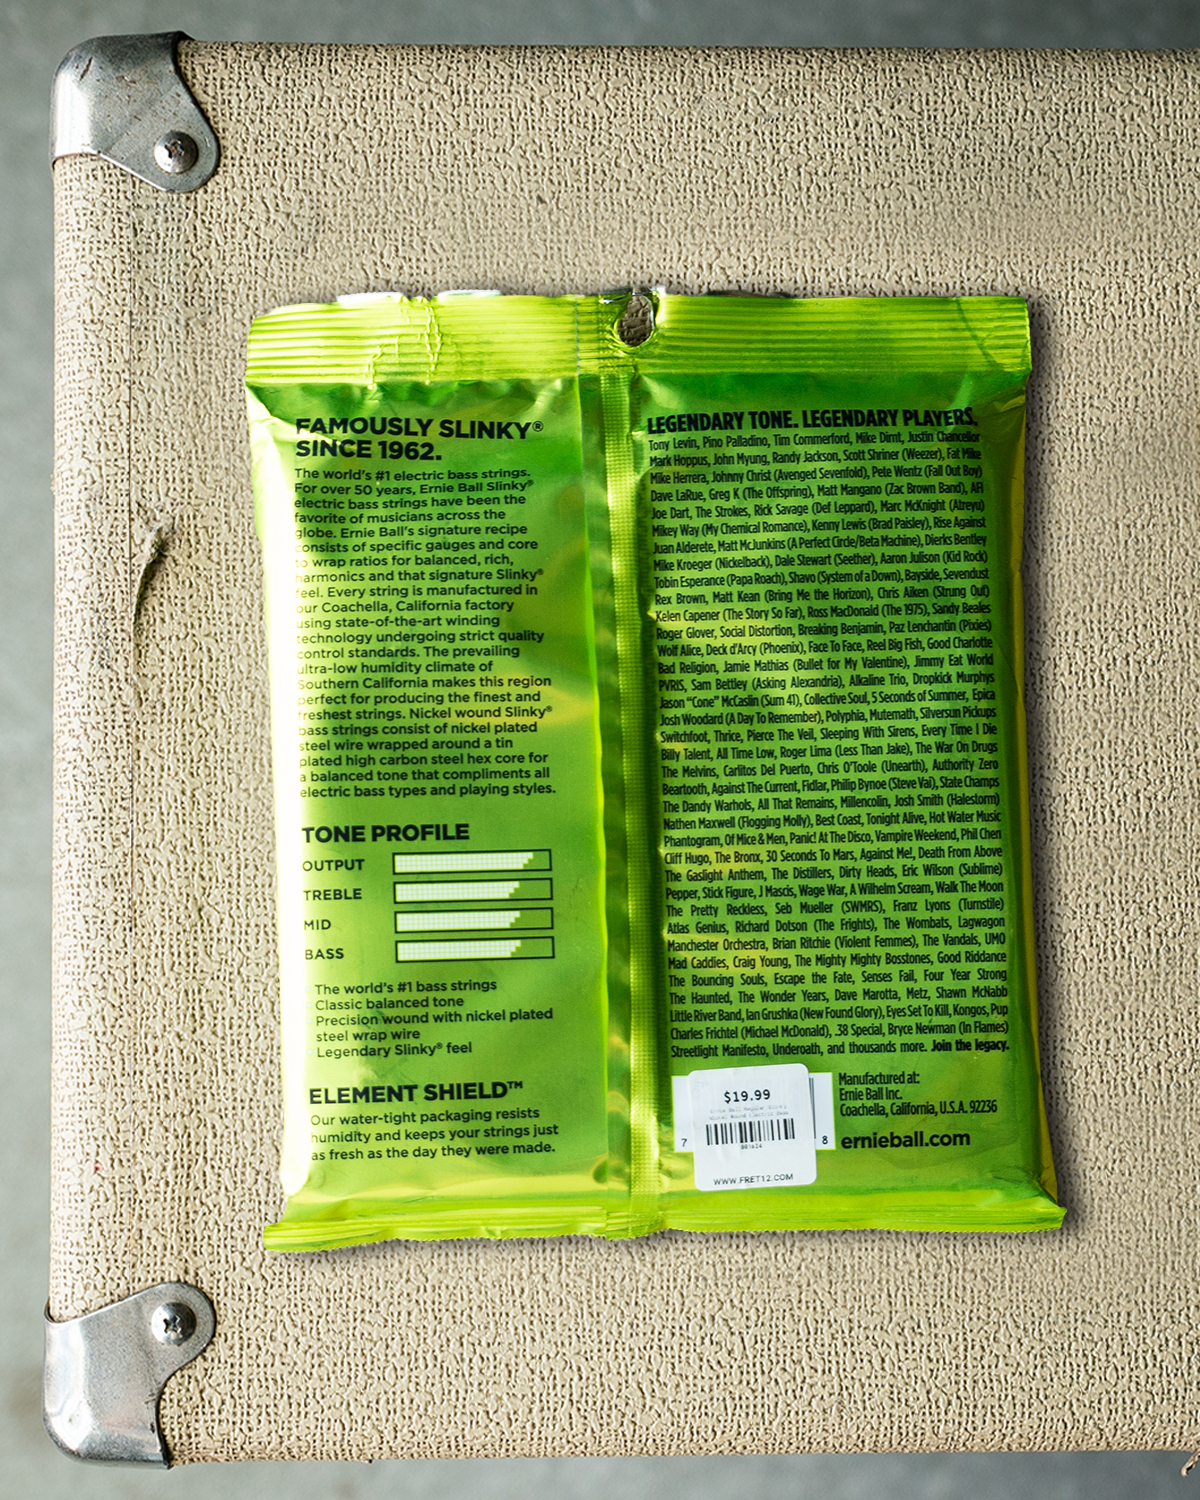 FAMOUSLY SLINKY®
SINCE 1962.
The world's #1 electric bass strings.
For over 50 years, Ernie Ball Slinky®
electric bass strings have been the
favorite of musicians across the
globe. Ernie Ball's signature recipe
consists of specific gauges and core
to wrap ratios for balanced, rich,
harmonics and that signature Slinky®
feel. Every string is manufactured in
our Coachella, California factory
using state-of-the-art winding
technology undergoing strict quality
control standards. The prevailing
ultra-low humidity climate of
Southern California makes this region
perfect for producing the finest and
freshest strings. Nickel wound Slinky®
bass strings consist of nickel plated
steel wire wrapped around a tin
plated high carbon steel hex core for
a balanced tone that compliments all
electric bass types and playing styles.
TONE PROFILE
OUTPUT
TREBLE
MID
BASS
The world's #1 bass strings
Classic balanced tone
Precision wound with nickel plated
steel wrap wire
Legendary Slinky® feel
ELEMENT SHIELD™
Our water-tight packaging resists
humidity and keeps your strings just
as fresh as the day they were made.
LEGENDARY TONE. LEGENDARY PLAYERS.
Tony Levin, Pino Palladino, Tim Commerford, Mike Dirnt, Justin Chancellor
Mark Hoppus, John Myung, Randy Jackson, Scott Shriner (Weezer), Fat Mike
Mike Herrera, Johnny Christ (Avenged Sevenfold), Pete Wentz (Fall Out Boy)
Dave LaRue, Greg K (The Offspring), Matt Mangano (Zac Brown Band), AFI
Joe Dart, The Strokes, Rick Savage (Def Leppard), Marc McKnight (Atreyu)
Mikey Way (My Chemical Romance), Kenny Lewis (Brad Paisley), Rise Against
Juan Alderete, Matt McJunkins (A Perfect Circle/Beta Machine), Dierks Bentley
Mike Kroeger (Nickelback), Dale Stewart (Seether), Aaron Julison (Kid Rock)
Tobin Esperance (Papa Roach), Shavo (System of a Down), Bayside, Sevendust
Rex Brown, Matt Kean (Bring Me the Horizon), Chris Aiken (Strung Out)
Kelen Capener (The Story So Far), Ross MacDonald (The 1975), Sandy Beales
Roger Glover, Social Distortion, Breaking Benjamin, Paz Lenchantin (Pixies)
Wolf Alice, Deck d'Arcy (Phoenix), Face To Face, Reel Big Fish, Good Charlotte
Bad Religion, Jamie Mathias (Bullet for My Valentine), Jimmy Eat World
PVRIS, Sam Bettley (Asking Alexandria), Alkaline Trio, Dropkick Murphys
Jason "Cone" McCaslin (Sum 41), Collective Soul, 5 Seconds of Summer, Epica
Josh Woodard (A Day To Remember), Polyphia, Mutemath, Silversun Pickups
Switchfoot, Thrice, Pierce The Veil, Sleeping With Sirens, Every Time I Die
Billy Talent, All Time Low, Roger Lima (Less Than Jake), The War On Drugs
The Melvins, Carlitos Del Puerto, Chris O'Toole (Unearth), Authority Zero
Beartooth, Against The Current, Fidlar, Philip Bynoe (Steve Vai), State Champs
The Dandy Warhols, All That Remains, Millencolin, Josh Smith (Halestorm)
Nathen Maxwell (Flogging Molly), Best Coast, Tonight Alive, Hot Water Music
Phantogram, Of Mice & Men, Panic! At The Disco, Vampire Weekend, Phil Chen
Cliff Hugo, The Bronx, 30 Seconds To Mars, Against Me!, Death From Above
The Gaslight Anthem, The Distillers, Dirty Heads, Eric Wilson (Sublime)
Pepper, Stick Figure, J Mascis, Wage War, A Wilhelm Scream, Walk The Moon
The Pretty Reckless, Seb Mueller (SWMRS), Franz Lyons (Turnstile)
Atlas Genius, Richard Dotson (The Frights), The Wombats, Lagwagon
Manchester Orchestra, Brian Ritchie (Violent Femmes), The Vandals, UMO
Mad Caddies, Craig Young, The Mighty Mighty Bosstones, Good Riddance
The Bouncing Souls, Escape the Fate, Senses Fail, Four Year Strong
The Haunted, The Wonder Years, Dave Marotta, Metz, Shawn McNabb
Little River Band, Ian Grushka (New Found Glory), Eyes Set To Kill, Kongos, Pup
Charles Frichtel (Michael McDonald), .38 Special, Bryce Newman (In Flames)
Streetlight Manifesto, Underoath, and thousands more. Join the legacy.
$19.99
Ernie Ball Regular Slinky
Nickel Wound Electric Bass
801624
WWW.FRET12.COM
7
8
Manufactured at:
Ernie Ball Inc.
Coachella, California, U.S.A. 92236
ernieball.com